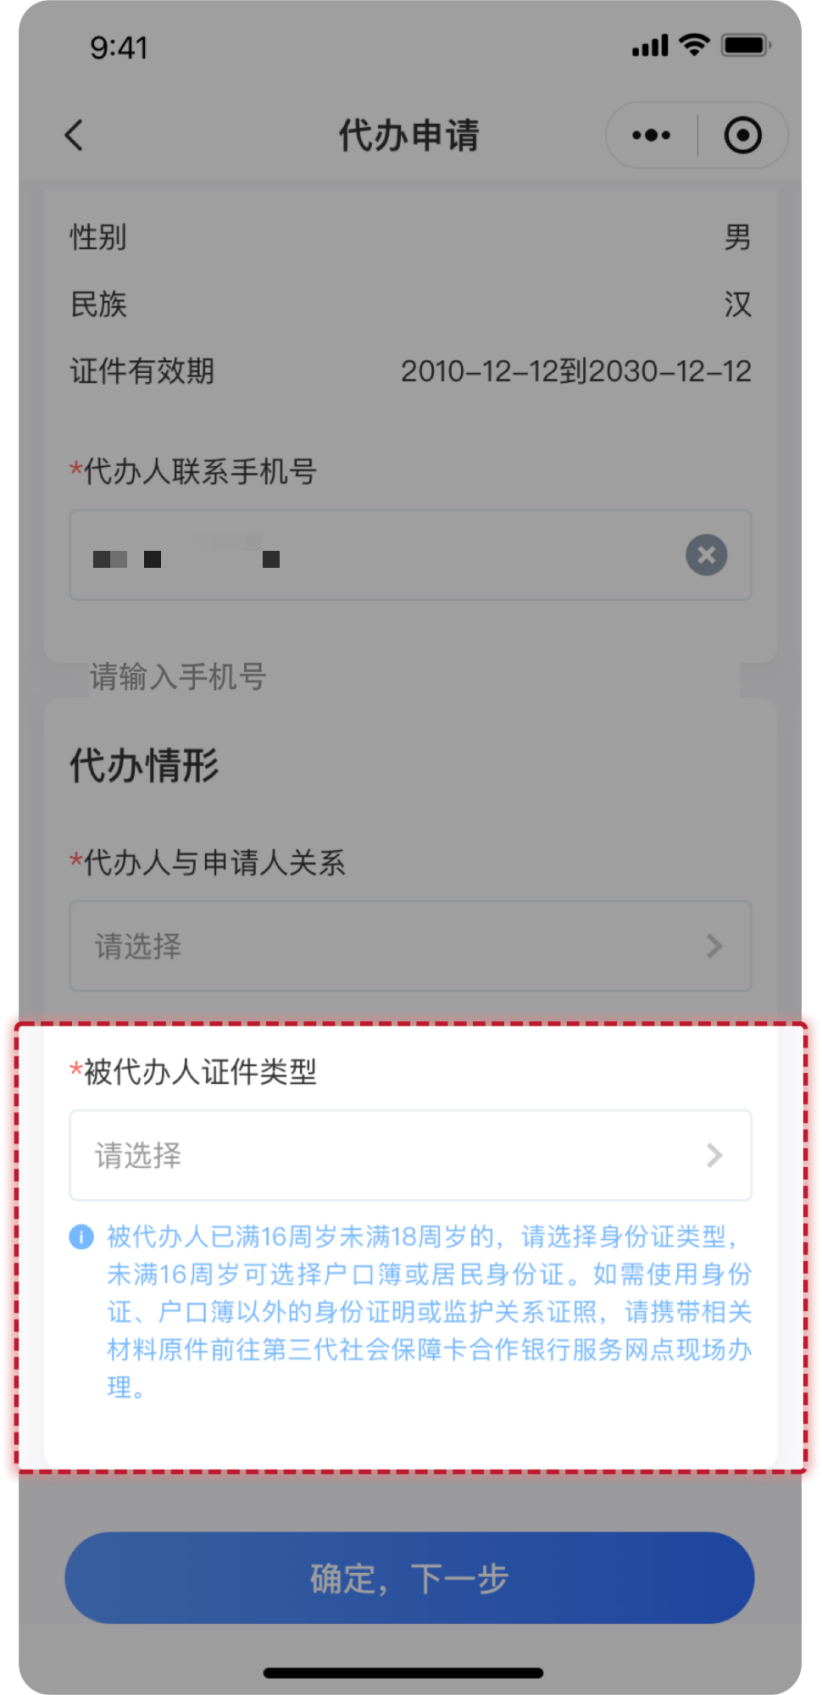 9:41
代办申请
性别 男
民族 汉
证件有效期 2010-12-12到2030-12-12
*代办人联系手机号
请输入手机号
代办情形
*代办人与申请人关系
请选择
*被代办人证件类型
请选择
被代办人已满16周岁未满18周岁的，请选择身份证类型，
未满16周岁可选择户口簿或居民身份证。如需使用身份
证、户口簿以外的身份证明或监护关系证照，请携带相关
材料原件前往第三代社会保障卡合作银行服务网点现场办
理。
确定，下一步